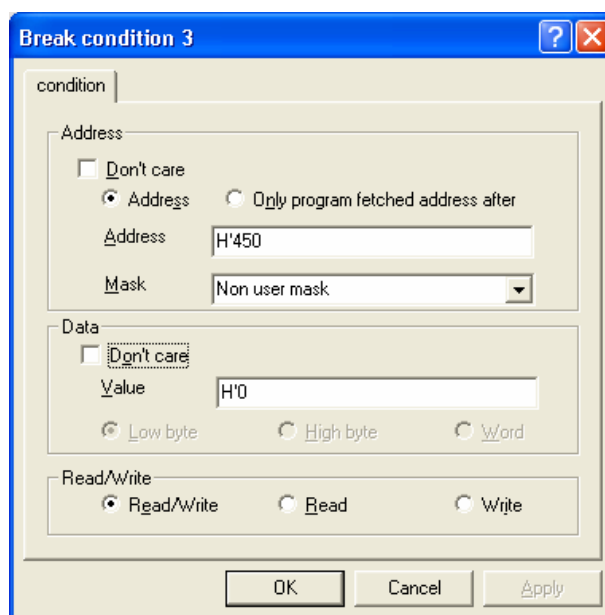 Break condition 3
condition
Address
Don't care
Address Only program fetched address after
Address H'450
Mask Non user mask
Data
Don't care
Value H'0
Low byte High byte Word
Read/Write
Read/Write Read Write
OK Cancel Apply